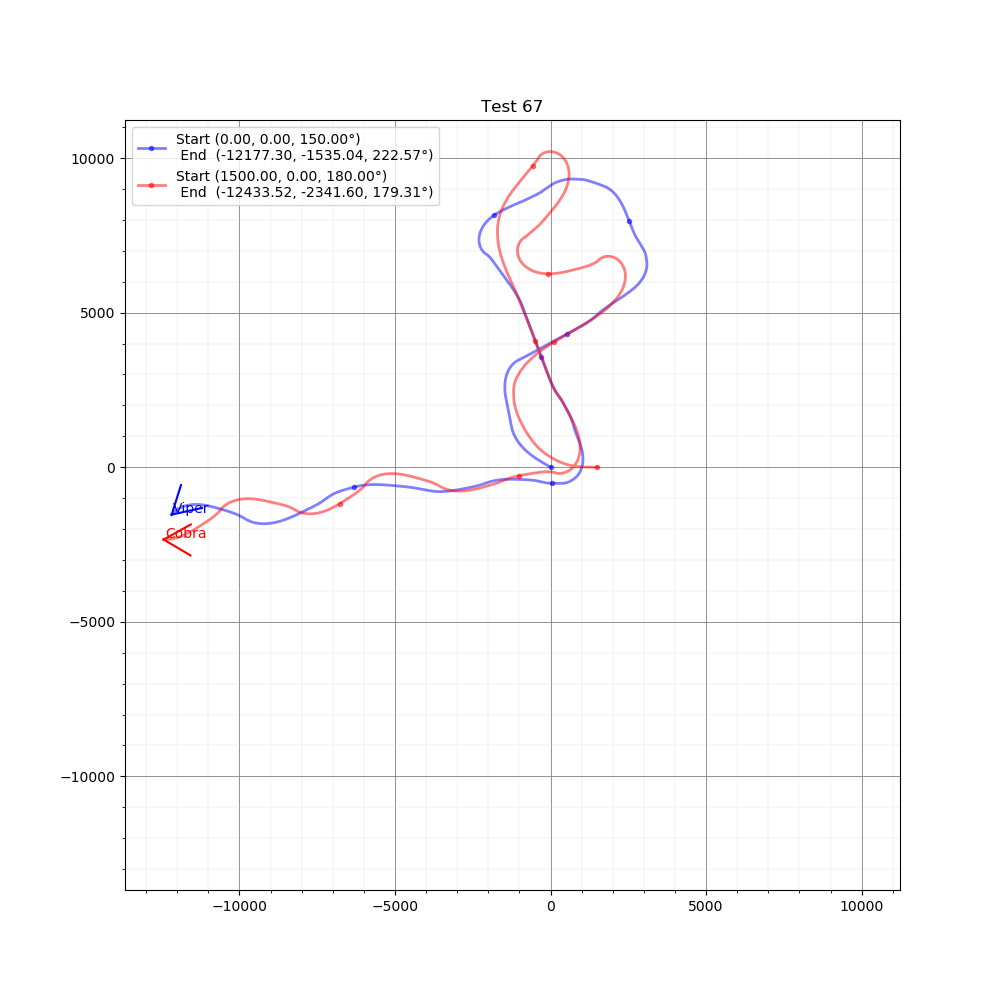 Test 67
Start (0.00, 0.00, 150.00°)
End  (-12177.30, -1535.04, 222.57°)
Start (1500.00, 0.00, 180.00°)
End  (-12433.52, -2341.60, 179.31°)
10000
5000
0
−5000
−10000
Viper
Cobra
−10000
−5000
0
5000
10000